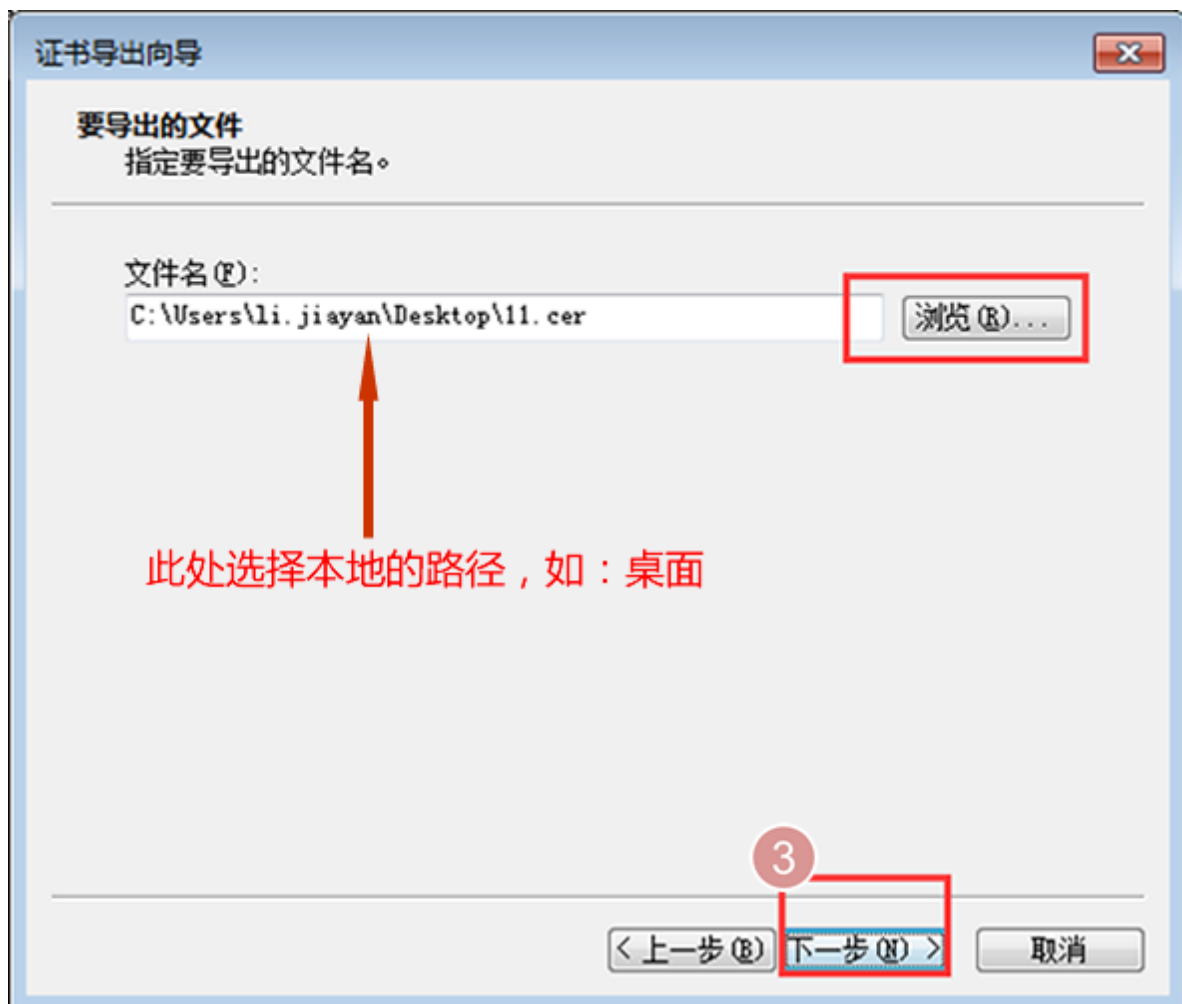 证书导出向导
要导出的文件
指定要导出的文件名。
文件名(F):
C:\Users\li.jiayan\Desktop\11.cer
浏览(R)...
此处选择本地的路径，如：桌面
3
< 上一步(B)
下一步(N) >
取消